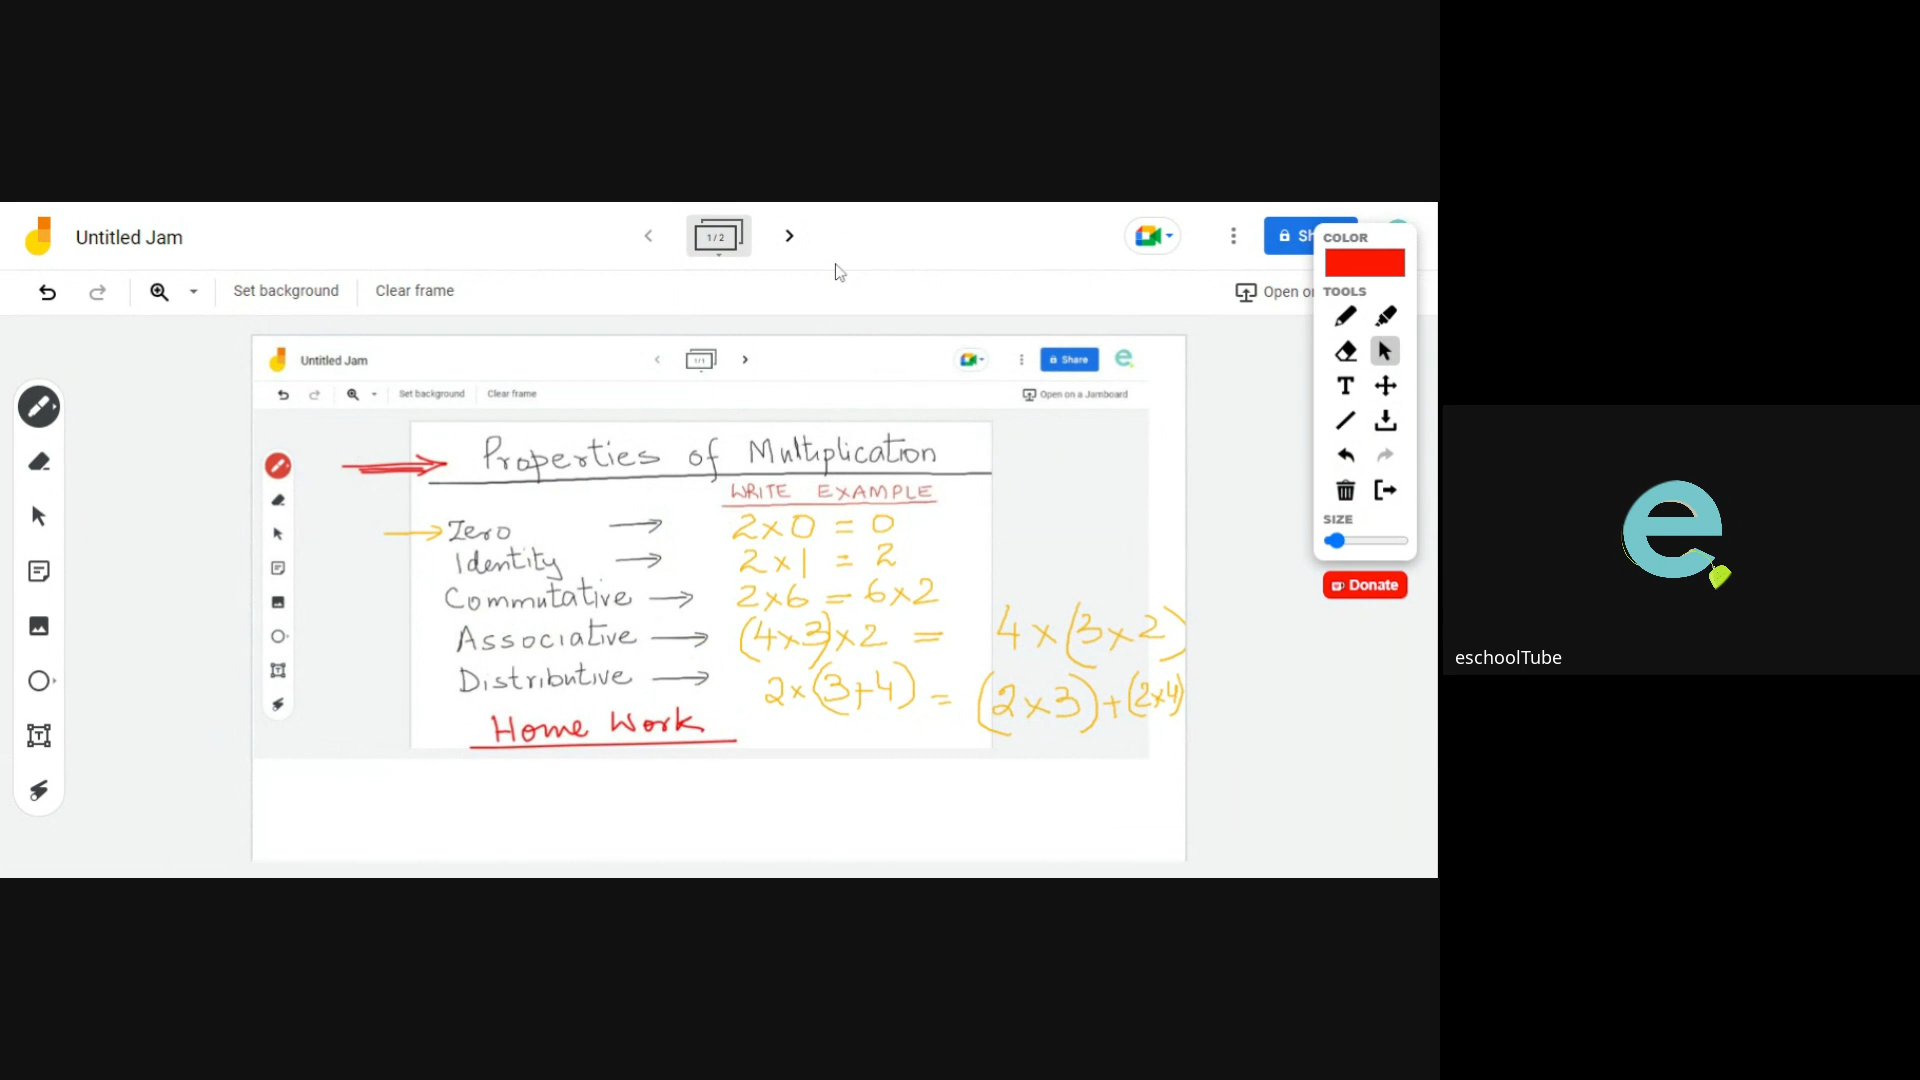 Untitled Jam
1 / 2
Sh
COLOR
Set background
Clear frame
Open on
TOOLS
Untitled Jam
1/1
Share
Set background
Clear frame
Open on a Jamboard
Properties of Multiplication
WRITE EXAMPLE
Zero → 2×0 = 0
Identity → 2×1 = 2
Commutative → 2×6 = 6×2
Associative → (4×3)×2 = 4×(3×2)
Distributive → 2×(3+4) = (2×3)+(2×4)
Home Work
SIZE
Donate
eschoolTube